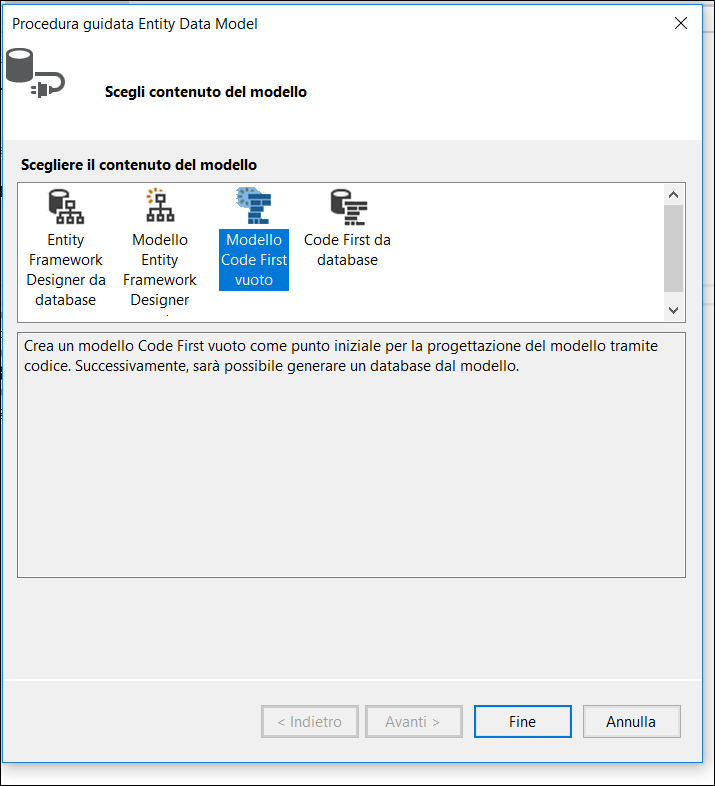 Procedura guidata Entity Data Model
Scegli contenuto del modello
Scegliere il contenuto del modello
Entity
Framework
Designer da
database
Modello
Entity
Framework
Designer
Modello
Code First
vuoto
Code First da
database
Crea un modello Code First vuoto come punto iniziale per la progettazione del modello tramite
codice. Successivamente, sarà possibile generare un database dal modello.
< Indietro
Avanti >
Fine
Annulla